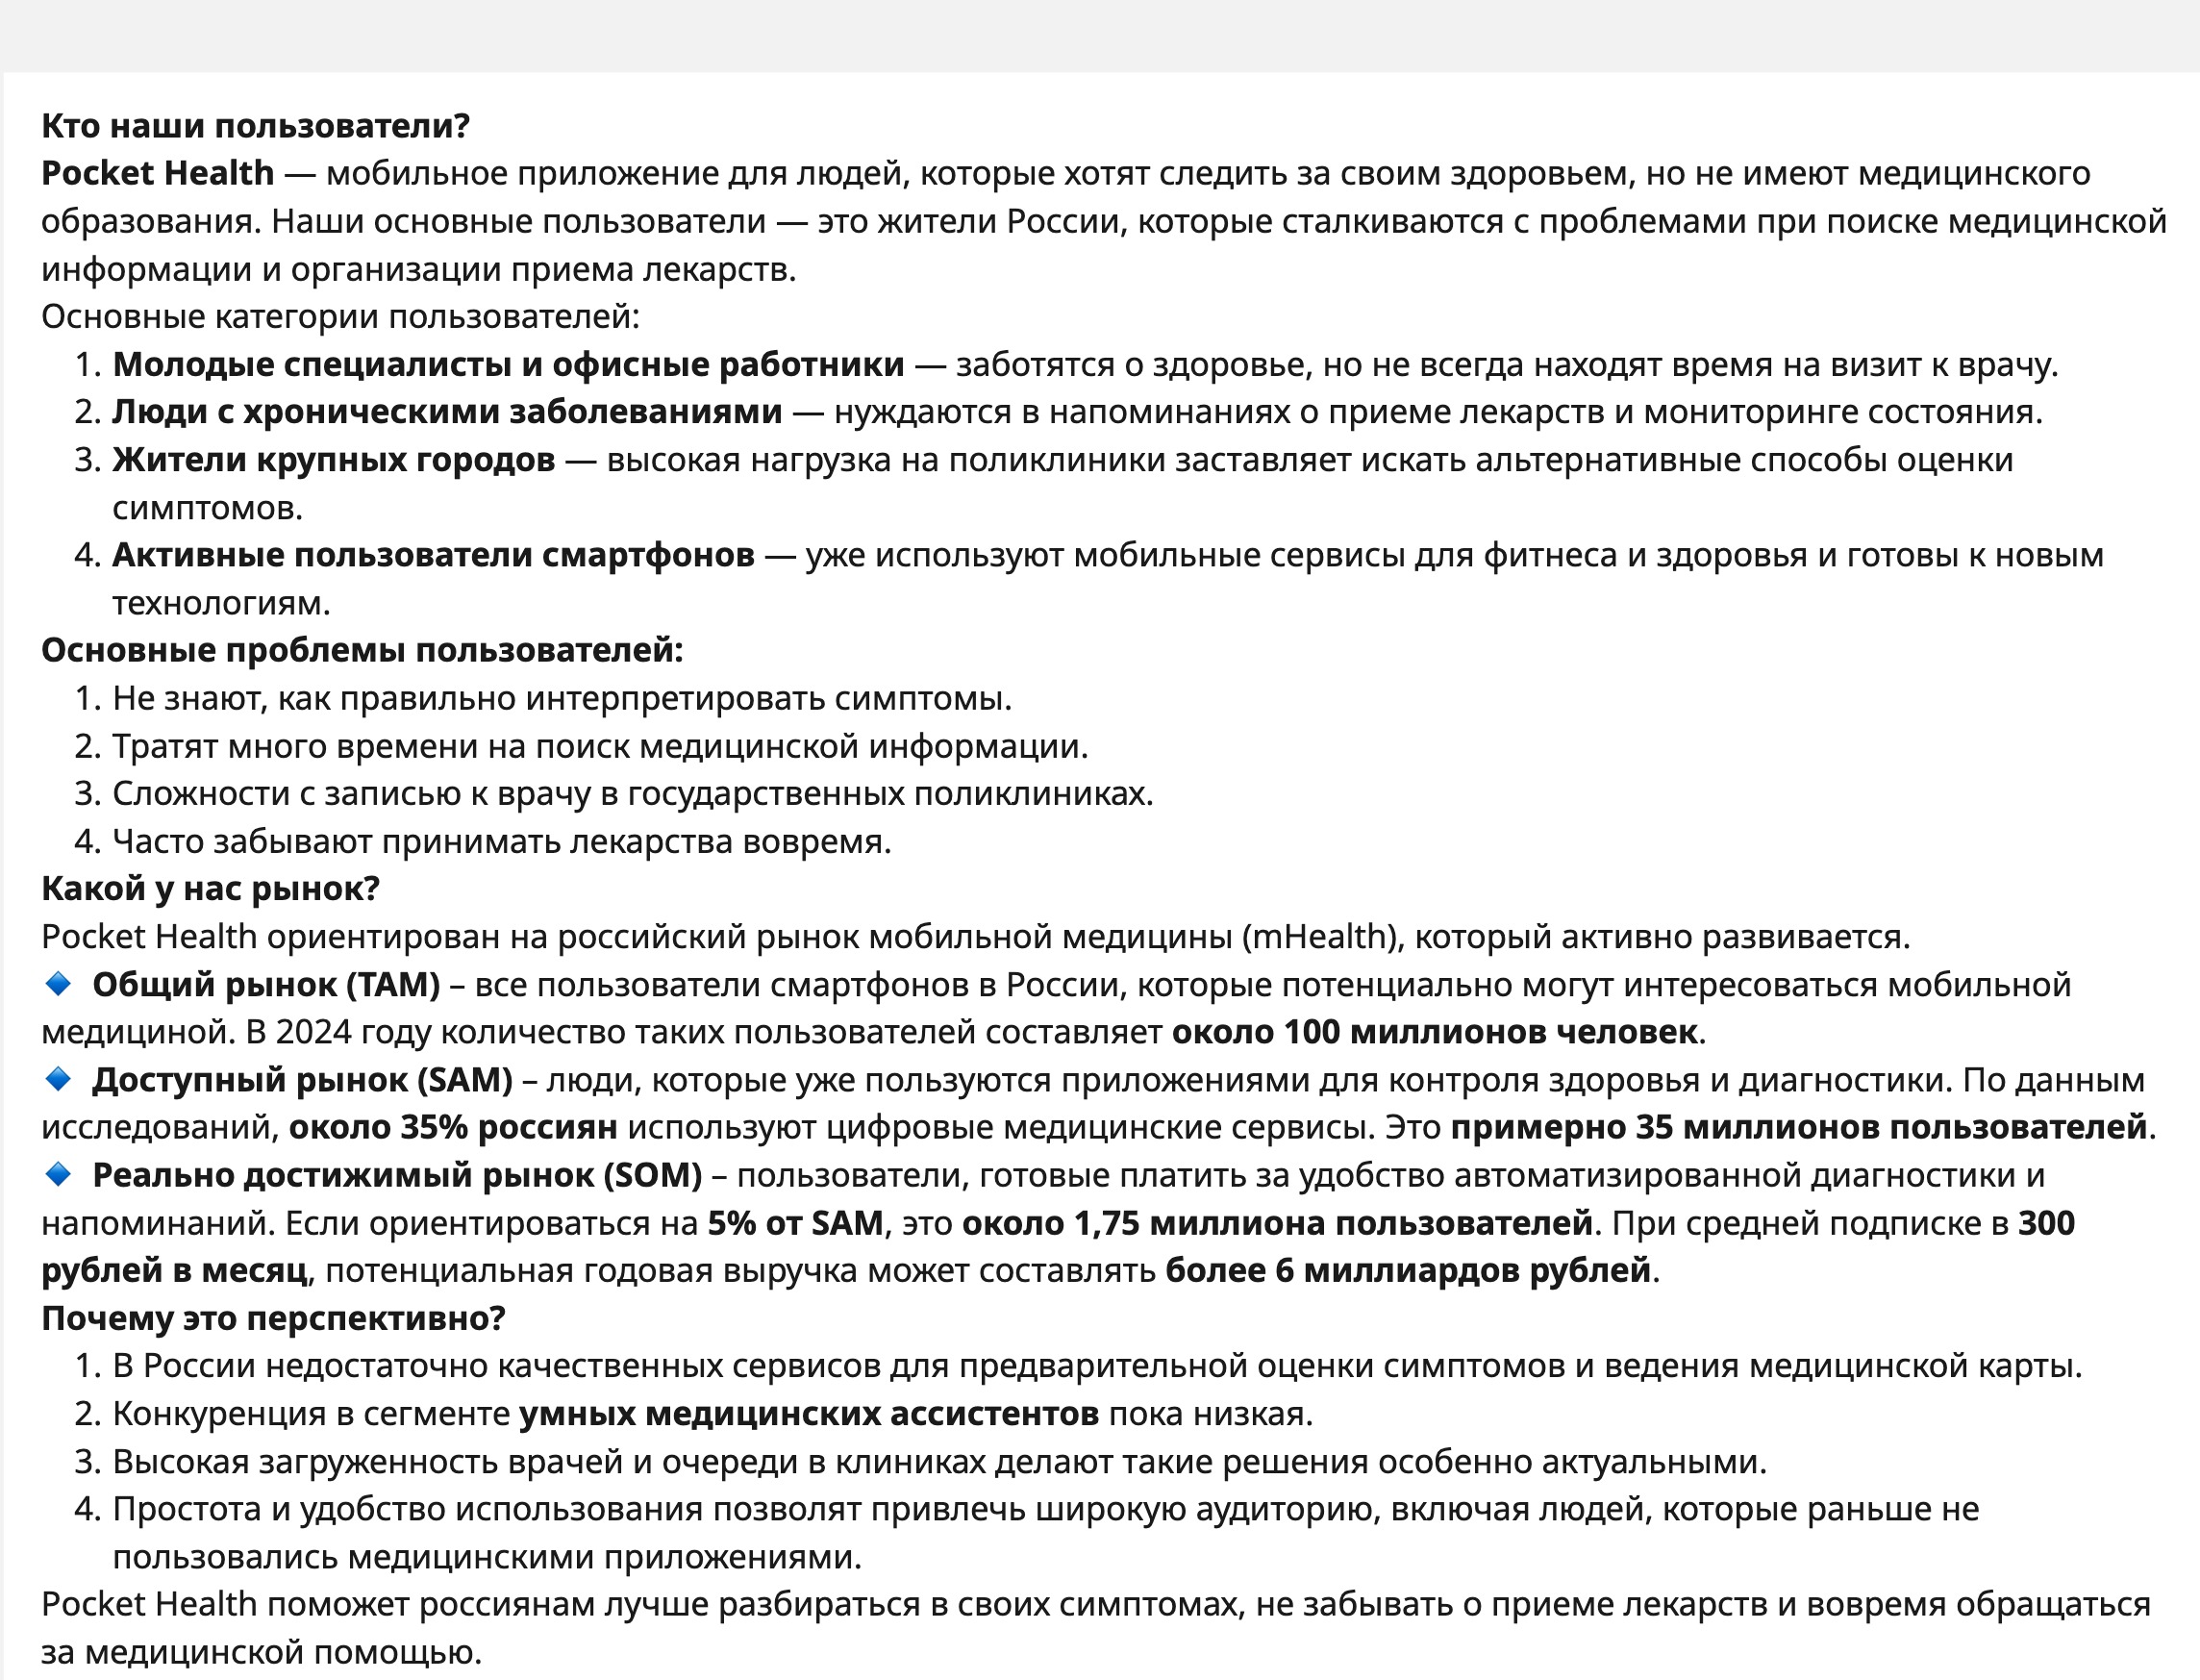 Кто наши пользователи?
Pocket Health — мобильное приложение для людей, которые хотят следить за своим здоровьем, но не имеют медицинского
образования. Наши основные пользователи — это жители России, которые сталкиваются с проблемами при поиске медицинской
информации и организации приема лекарств.
Основные категории пользователей:
1. Молодые специалисты и офисные работники — заботятся о здоровье, но не всегда находят время на визит к врачу.
2. Люди с хроническими заболеваниями — нуждаются в напоминаниях о приеме лекарств и мониторинге состояния.
3. Жители крупных городов — высокая нагрузка на поликлиники заставляет искать альтернативные способы оценки
симптомов.
4. Активные пользователи смартфонов — уже используют мобильные сервисы для фитнеса и здоровья и готовы к новым
технологиям.
Основные проблемы пользователей:
1. Не знают, как правильно интерпретировать симптомы.
2. Тратят много времени на поиск медицинской информации.
3. Сложности с записью к врачу в государственных поликлиниках.
4. Часто забывают принимать лекарства вовремя.
Какой у нас рынок?
Pocket Health ориентирован на российский рынок мобильной медицины (mHealth), который активно развивается.
🔹 Общий рынок (TAM) – все пользователи смартфонов в России, которые потенциально могут интересоваться мобильной
медициной. В 2024 году количество таких пользователей составляет около 100 миллионов человек.
🔹 Доступный рынок (SAM) – люди, которые уже пользуются приложениями для контроля здоровья и диагностики. По данным
исследований, около 35% россиян используют цифровые медицинские сервисы. Это примерно 35 миллионов пользователей.
🔹 Реально достижимый рынок (SOM) – пользователи, готовые платить за удобство автоматизированной диагностики и
напоминаний. Если ориентироваться на 5% от SAM, это около 1,75 миллиона пользователей. При средней подписке в 300
рублей в месяц, потенциальная годовая выручка может составлять более 6 миллиардов рублей.
Почему это перспективно?
1. В России недостаточно качественных сервисов для предварительной оценки симптомов и ведения медицинской карты.
2. Конкуренция в сегменте умных медицинских ассистентов пока низкая.
3. Высокая загруженность врачей и очереди в клиниках делают такие решения особенно актуальными.
4. Простота и удобство использования позволят привлечь широкую аудиторию, включая людей, которые раньше не
пользовались медицинскими приложениями.
Pocket Health поможет россиянам лучше разбираться в своих симптомах, не забывать о приеме лекарств и вовремя обращаться
за медицинской помощью.